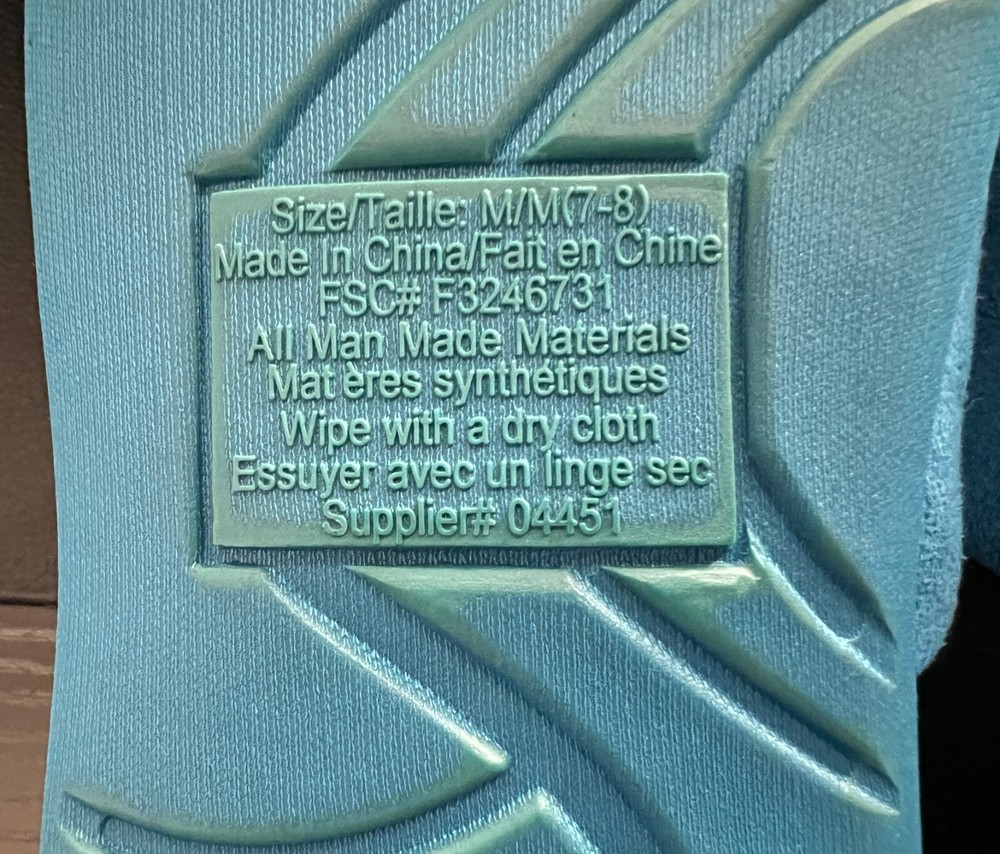 Size/Taille: M/M(7-8)
Made In China/Fait en Chine
FSC# F3246731
All Man Made Materials
Mat ères synthétiques
Wipe with a dry cloth
Essuyer avec un linge sec
Supplier# 04451